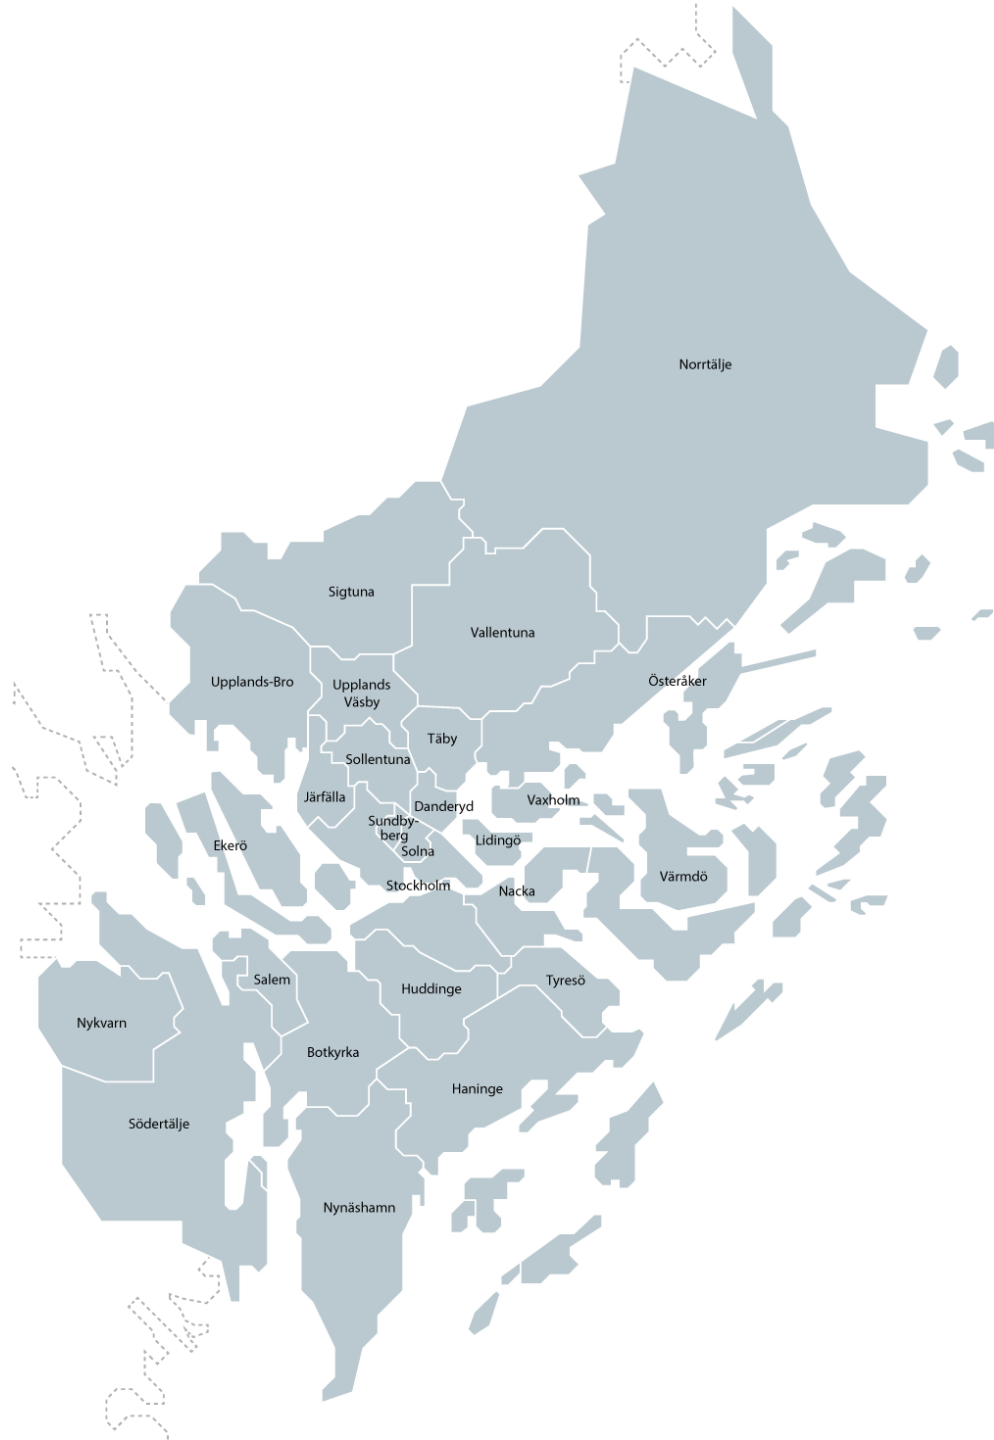 Norrtälje
Sigtuna
Vallentuna
Upplands-Bro
Upplands
Väsby
Österåker
Täby
Sollentuna
Järfälla
Danderyd
Vaxholm
Sundby-
berg
Ekerö
Lidingö
Solna
Stockholm
Nacka
Värmdö
Salem
Huddinge
Tyresö
Nykvarn
Botkyrka
Haninge
Södertälje
Nynäshamn